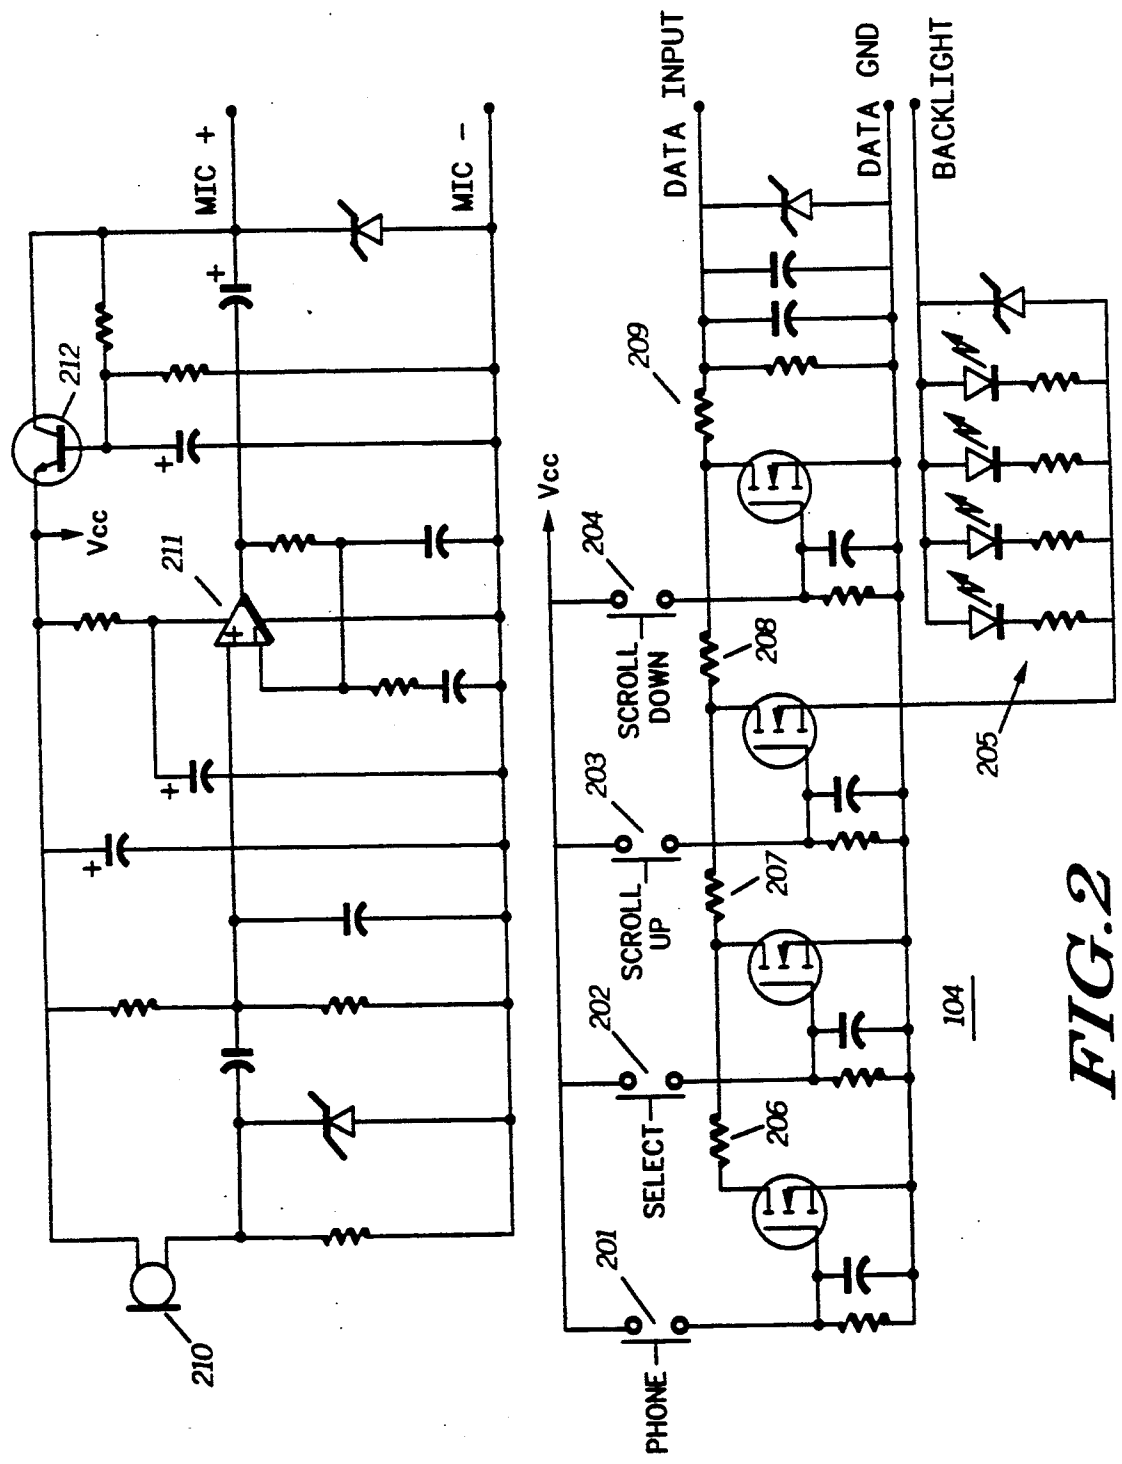 MIC +
MIC -
212
Vcc
211
210
DATA INPUT
DATA GND
BACKLIGHT
209
Vcc
204
SCROLL
DOWN
208
203
SCROLL
UP
207
205
202
SELECT
206
201
PHONE
104
FIG.2